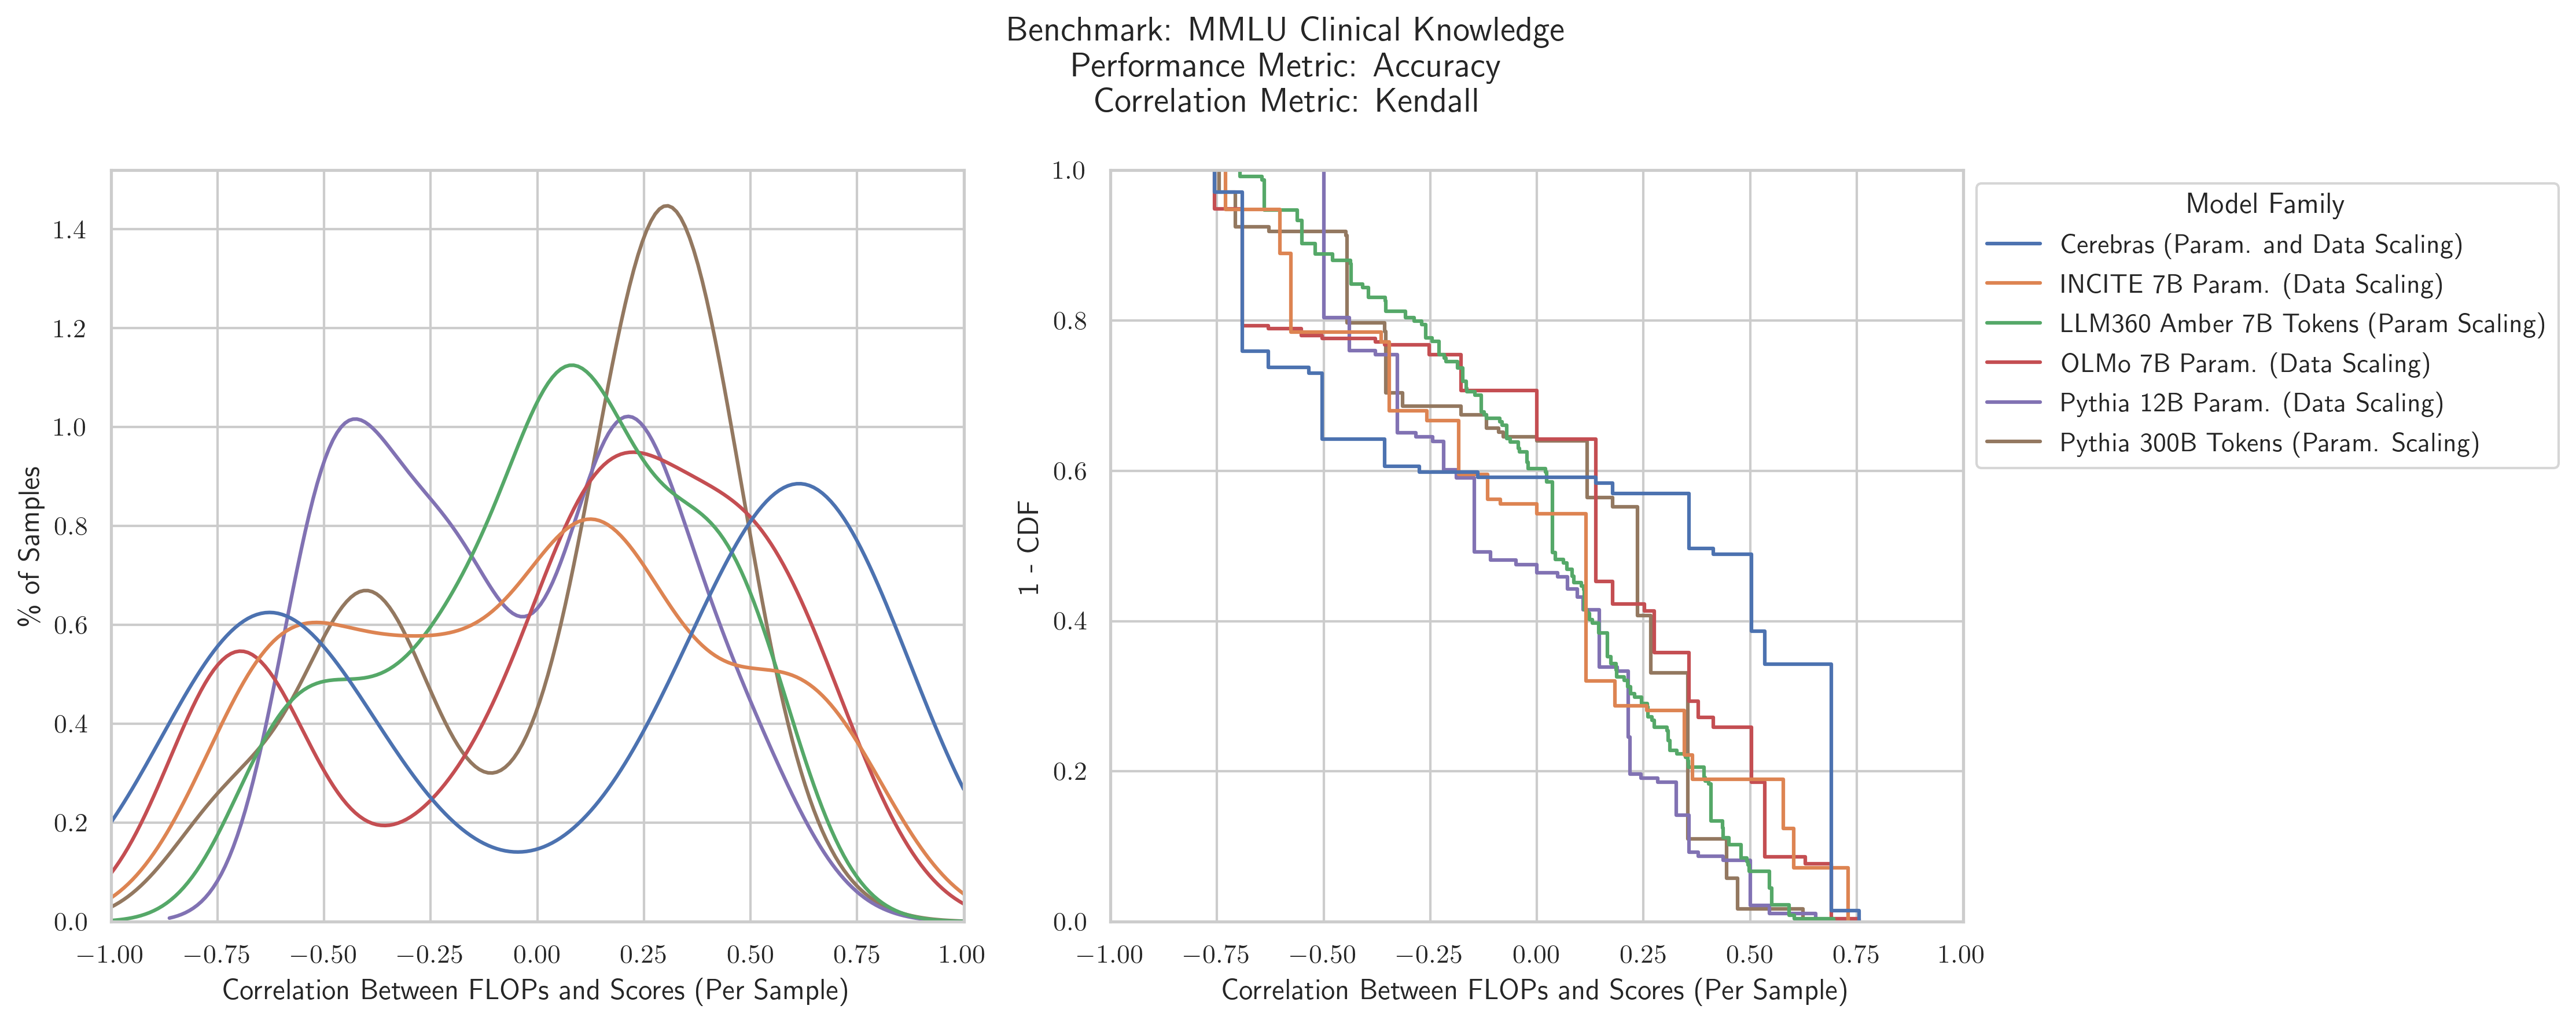 Benchmark: MMLU Clinical Knowledge
Performance Metric: Accuracy
Correlation Metric: Kendall
% of Samples
1.4
1.2
1.0
0.8
0.6
0.4
0.2
0.0
−1.00 −0.75 −0.50 −0.25 0.00 0.25 0.50 0.75 1.00
Correlation Between FLOPs and Scores (Per Sample)
1 - CDF
1.0
0.8
0.6
0.4
0.2
0.0
−1.00 −0.75 −0.50 −0.25 0.00 0.25 0.50 0.75 1.00
Correlation Between FLOPs and Scores (Per Sample)
Model Family
Cerebras (Param. and Data Scaling)
INCITE 7B Param. (Data Scaling)
LLM360 Amber 7B Tokens (Param Scaling)
OLMo 7B Param. (Data Scaling)
Pythia 12B Param. (Data Scaling)
Pythia 300B Tokens (Param. Scaling)